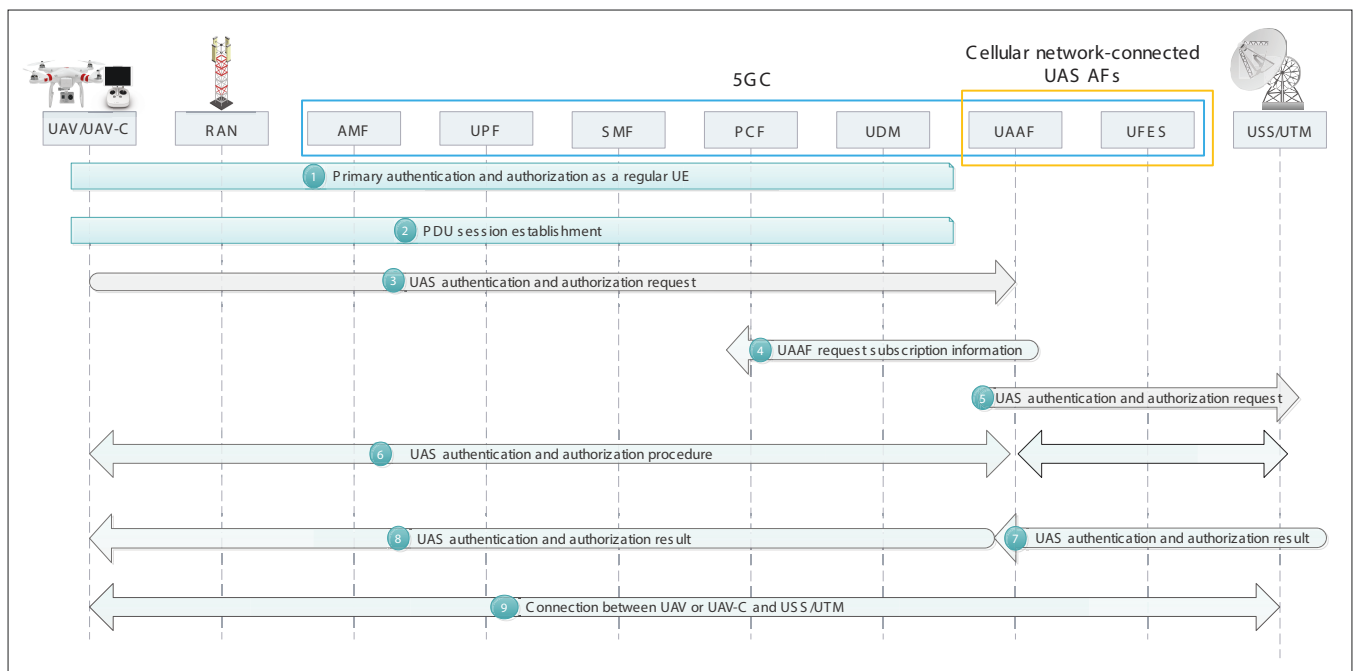 Cellular network-connected
UAS AFs
5GC
UAV/UAV-C
RAN
AMF
UPF
SMF
PCF
UDM
UAAF
UFES
USS/UTM
1 Primary authentication and authorization as a regular UE
2 PDU session establishment
3 UAS authentication and authorization request
4 UAAF request subscription information
5 UAS authentication and authorization request
6 UAS authentication and authorization procedure
8 UAS authentication and authorization result
7 UAS authentication and authorization result
9 Connection between UAV or UAV-C and USS/UTM